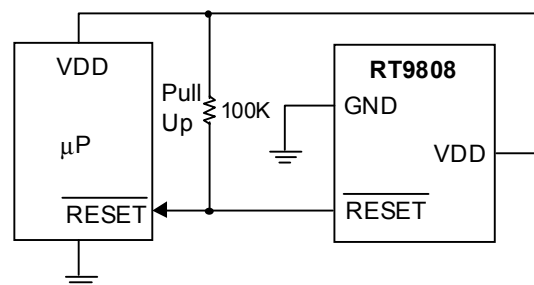 VDD
μP
RESET
Pull
Up
100K
RT9808
GND
VDD
RESET